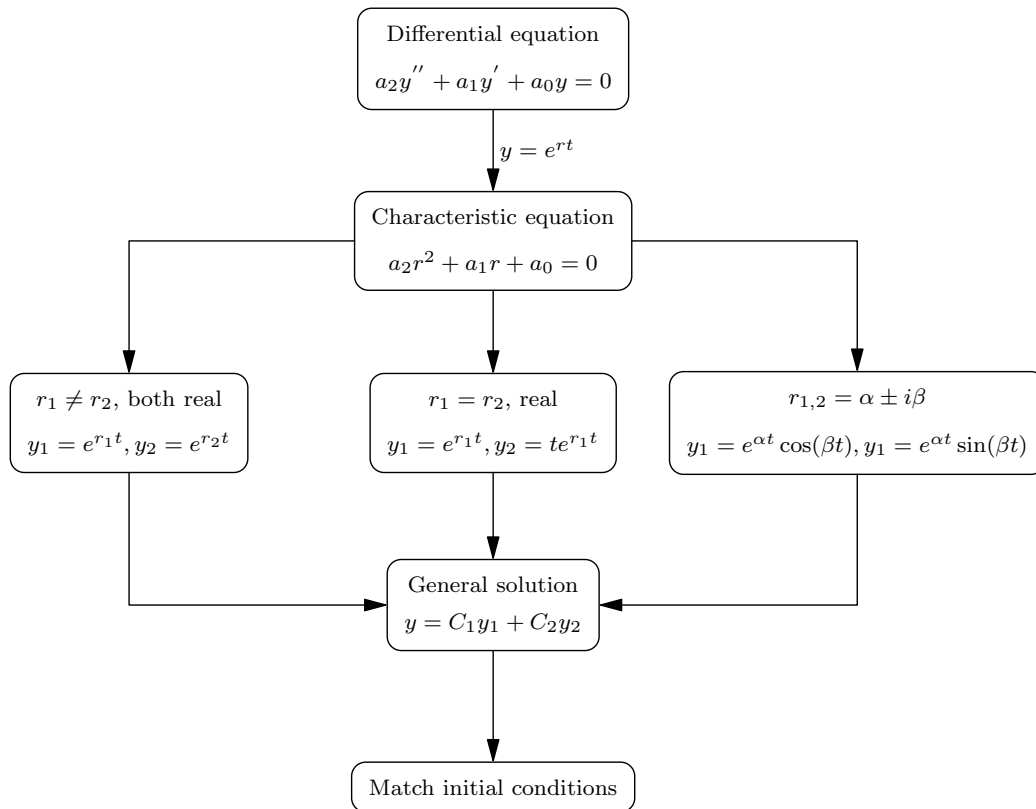 Differential equation
a₂y'' + a₁y' + a₀y = 0
y = eʳᵗ
Characteristic equation
a₂r² + a₁r + a₀ = 0
r₁ ≠ r₂, both real
y₁ = e^{r₁t}, y₂ = e^{r₂t}
r₁ = r₂, real
y₁ = e^{r₁t}, y₂ = te^{r₁t}
r₁,₂ = α ± iβ
y₁ = e^{αt} cos(βt), y₁ = e^{αt} sin(βt)
General solution
y = C₁y₁ + C₂y₂
Match initial conditions